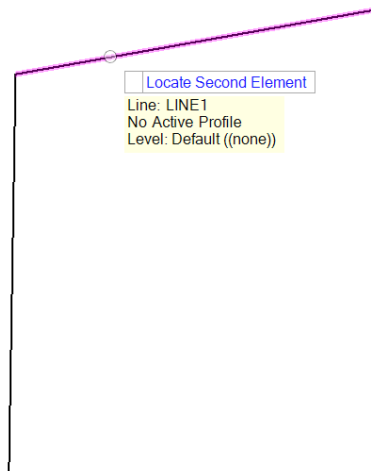 Locate Second Element
Line: LINE1
No Active Profile
Level: Default ((none))